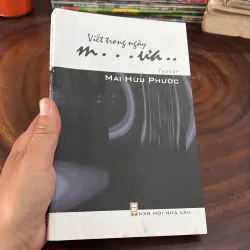 Viết trong ngày
m...ưa..
MAI HỮU PHƯỚC
NXB HỘI NHÀ VĂN